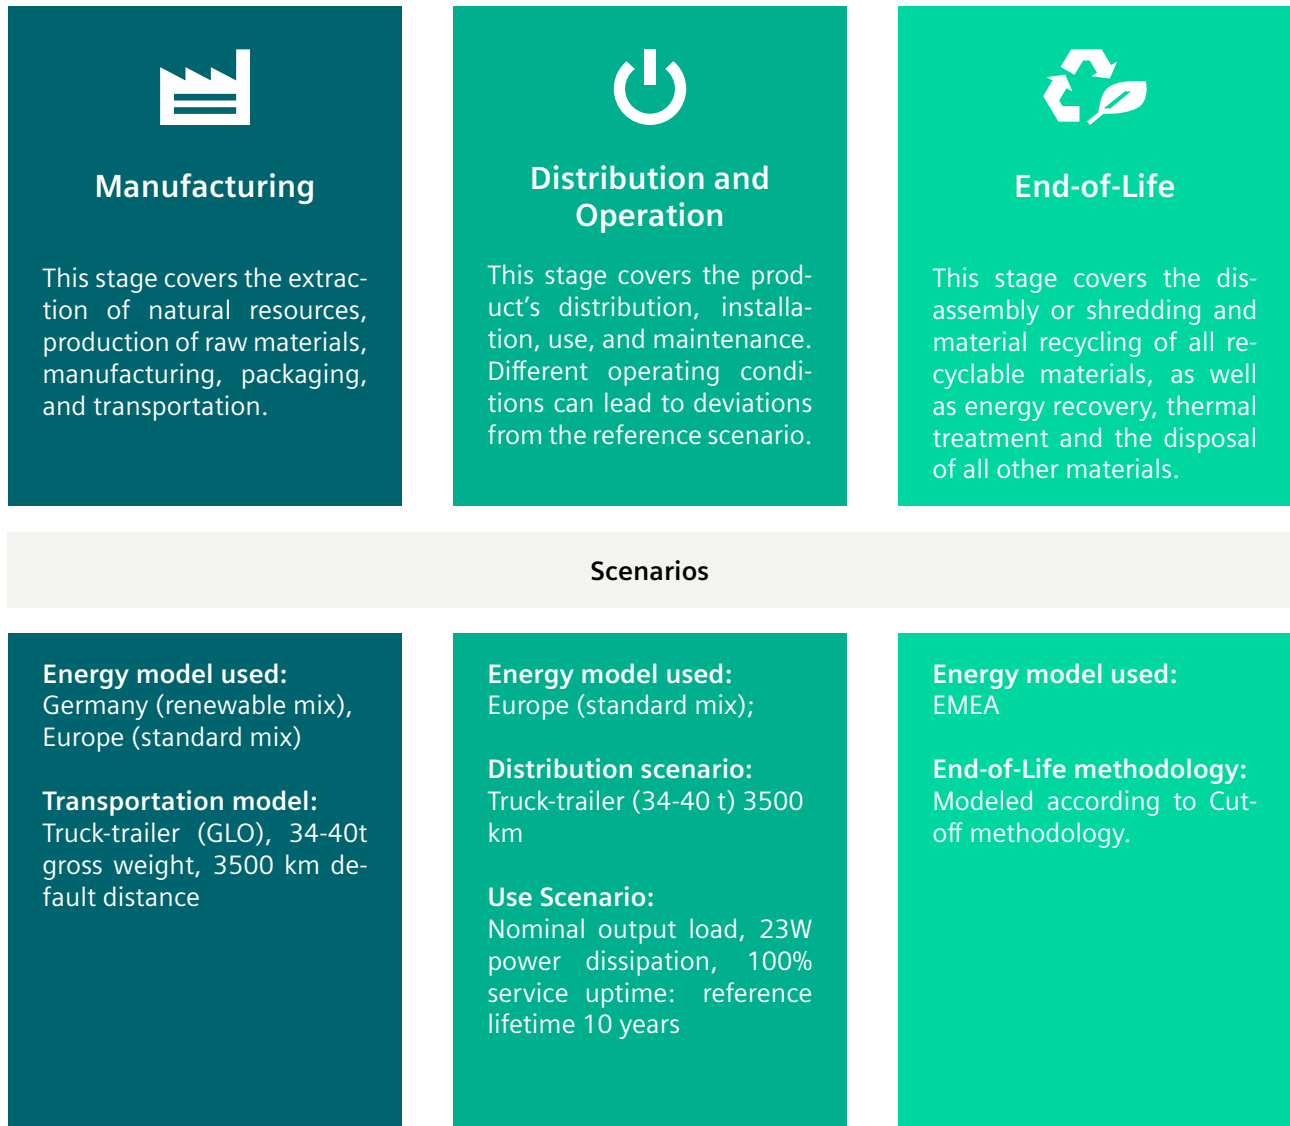 Manufacturing
This stage covers the extrac-
tion of natural resources,
production of raw materials,
manufacturing, packaging,
and transportation.
Distribution and
Operation
This stage covers the prod-
uct's distribution, installa-
tion, use, and maintenance.
Different operating condi-
tions can lead to deviations
from the reference scenario.
End-of-Life
This stage covers the dis-
assembly or shredding and
material recycling of all re-
cyclable materials, as well
as energy recovery, thermal
treatment and the disposal
of all other materials.
Scenarios
Energy model used:
Germany (renewable mix),
Europe (standard mix)
Transportation model:
Truck-trailer (GLO), 34-40t
gross weight, 3500 km de-
fault distance
Energy model used:
Europe (standard mix);
Distribution scenario:
Truck-trailer (34-40 t) 3500
km
Use Scenario:
Nominal output load, 23W
power dissipation, 100%
service uptime: reference
lifetime 10 years
Energy model used:
EMEA
End-of-Life methodology:
Modeled according to Cut-
off methodology.